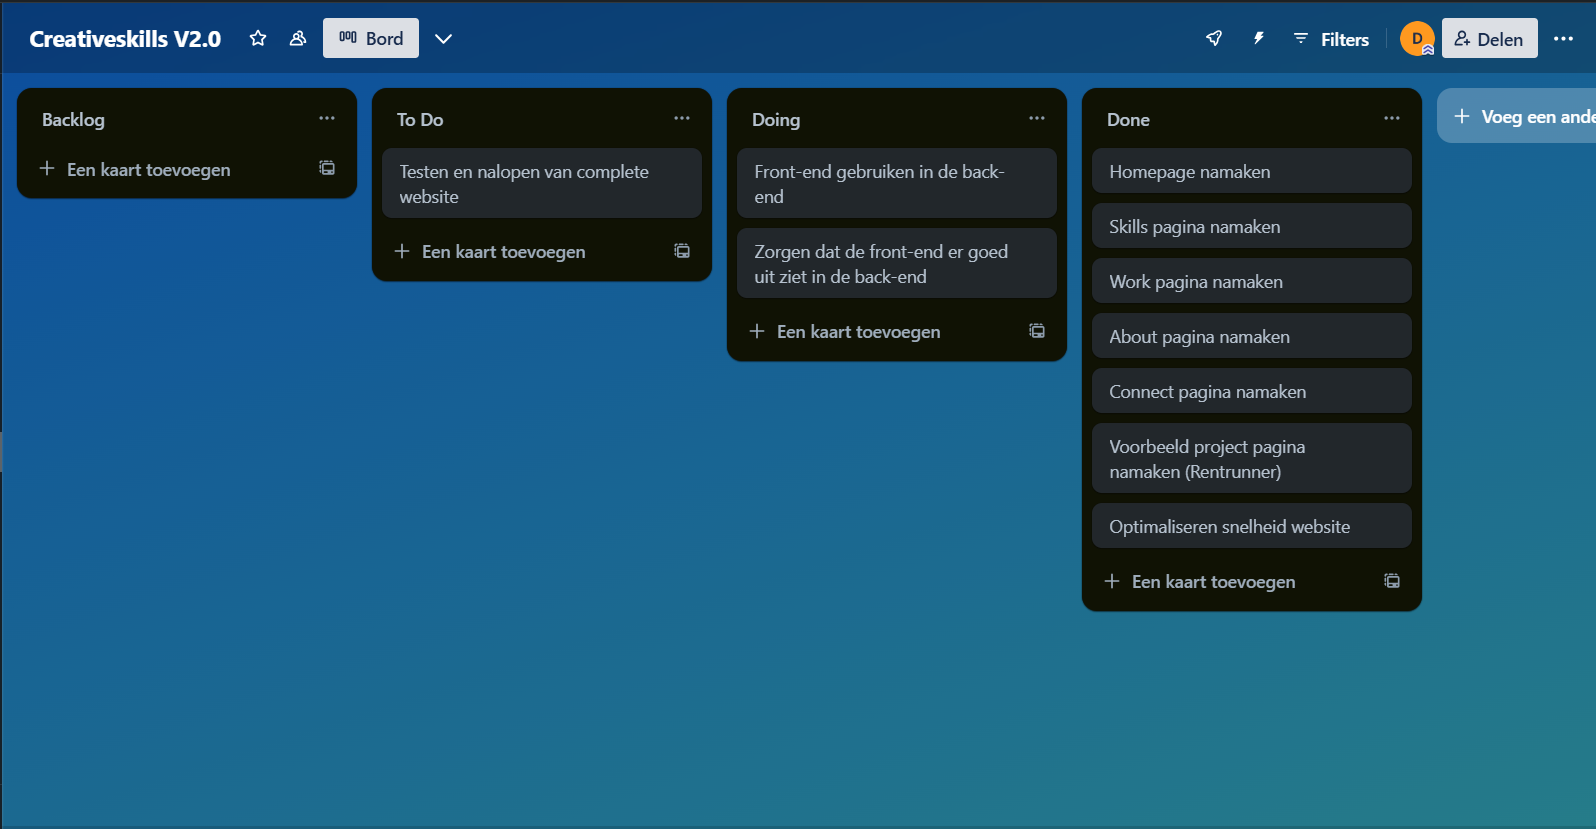 Creativeskills V2.0
Bord
Filters
D
Delen
Backlog
Een kaart toevoegen
To Do
Testen en nalopen van complete
website
Een kaart toevoegen
Doing
Front-end gebruiken in de back-
end
Zorgen dat de front-end er goed
uit ziet in de back-end
Een kaart toevoegen
Done
Homepage namaken
Skills pagina namaken
Work pagina namaken
About pagina namaken
Connect pagina namaken
Voorbeeld project pagina
namaken (Rentrunner)
Optimaliseren snelheid website
Een kaart toevoegen
Voeg een ande